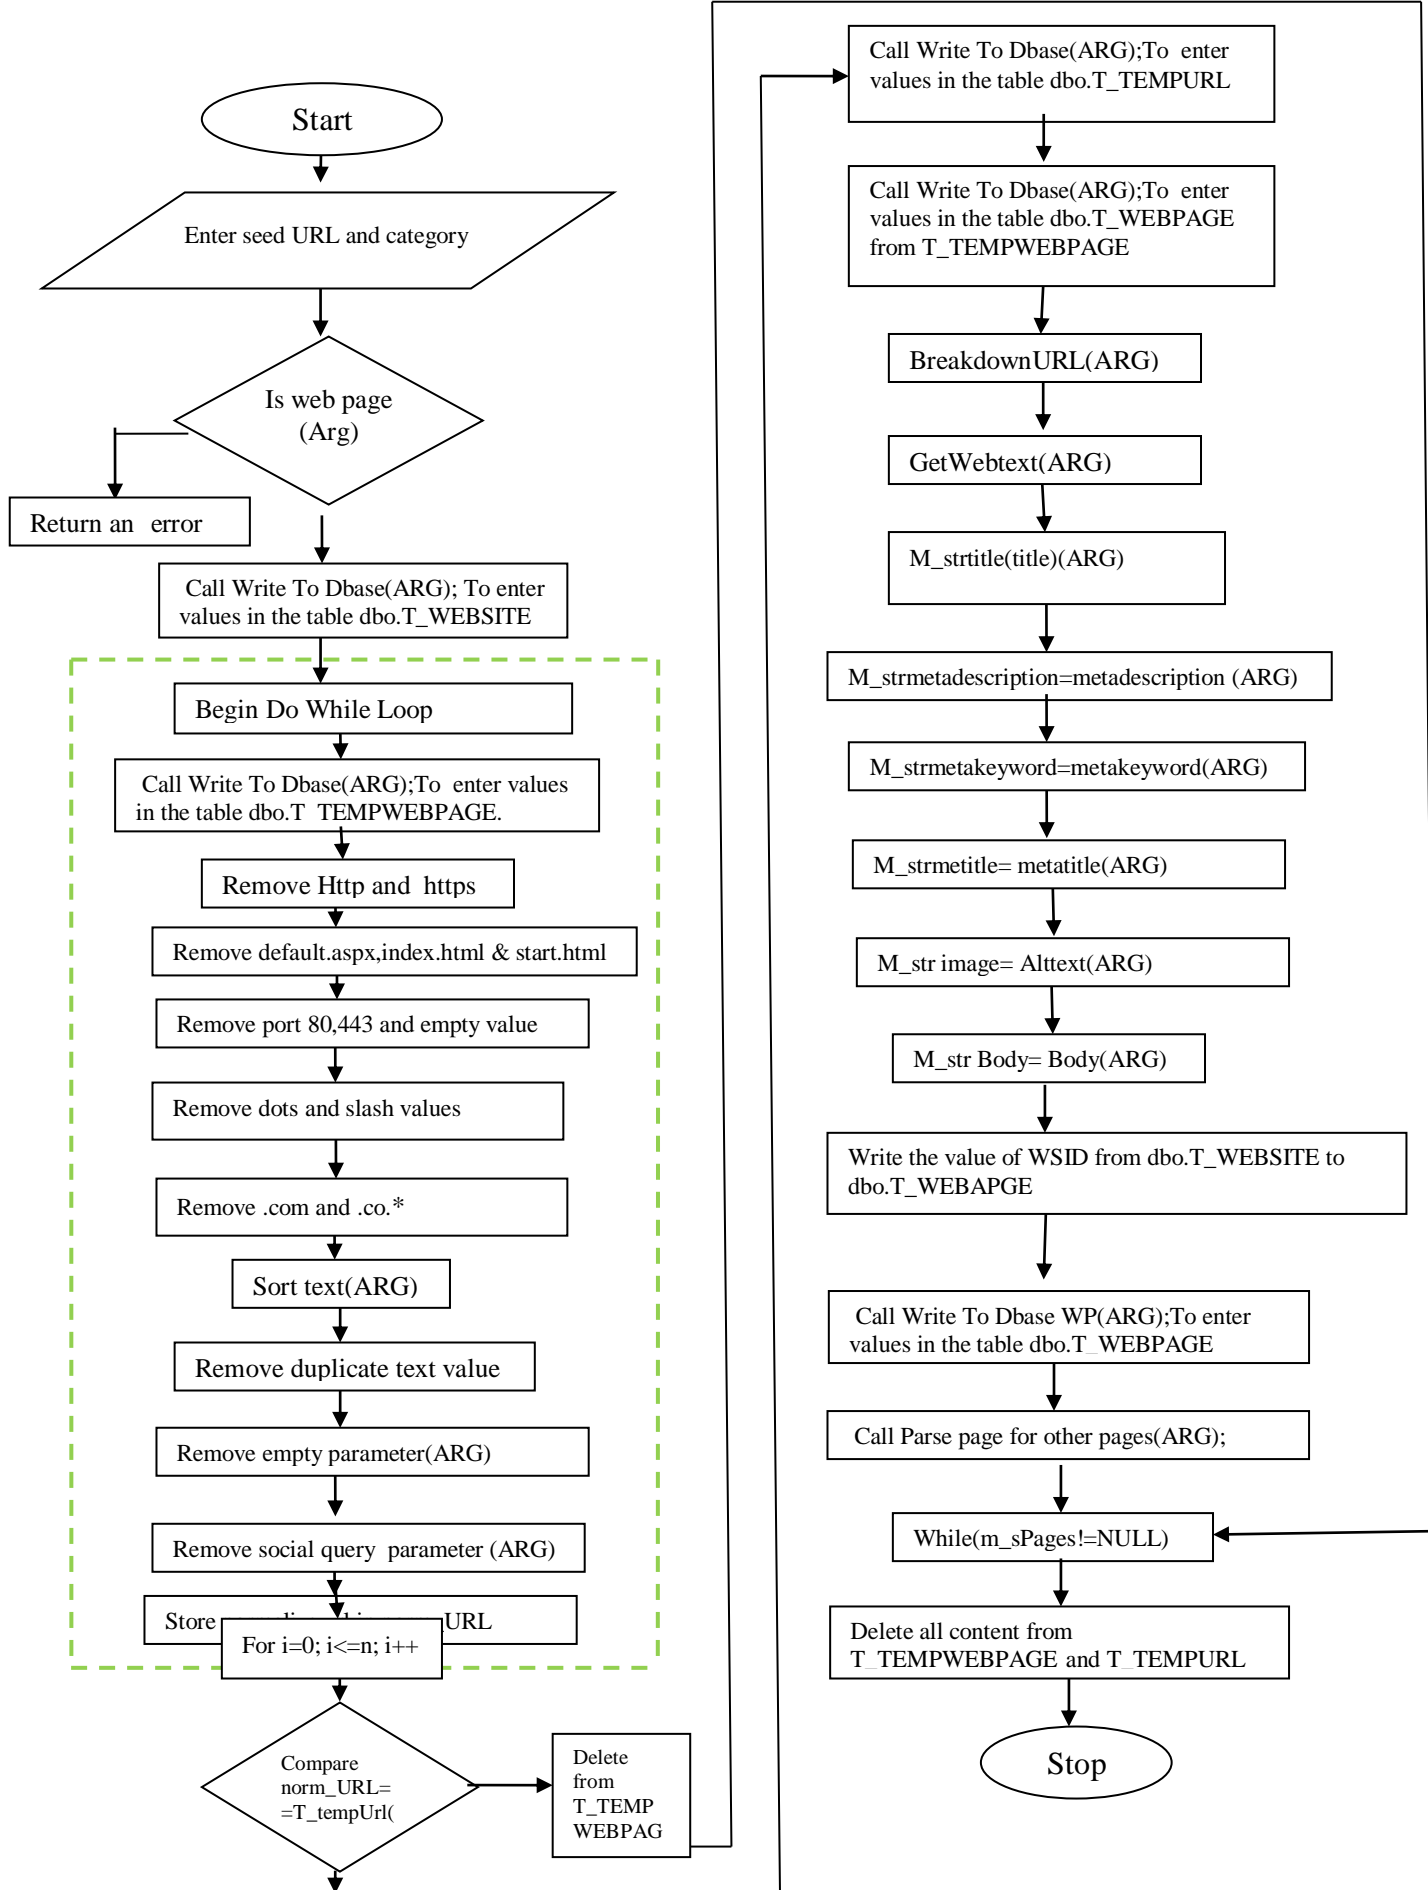 Start
Enter seed URL and category
Is web page
(Arg)
Return an error
Call Write To Dbase(ARG); To enter
values in the table dbo.T_WEBSITE
Begin Do While Loop
Call Write To Dbase(ARG);To enter values
in the table dbo.T_TEMPWEBPAGE.
Remove Http and https
Remove default.aspx,index.html & start.html
Remove port 80,443 and empty value
Remove dots and slash values
Remove .com and .co.*
Sort text(ARG)
Remove duplicate text value
Remove empty parameter(ARG)
Remove social query parameter (ARG)
Store URL
For i=0; i<=n; i++
Compare
norm_URL=
=T_tempUrl(
Delete
from
T_TEMP
WEBPAG
Call Write To Dbase(ARG);To enter
values in the table dbo.T_TEMPURL
Call Write To Dbase(ARG);To enter
values in the table dbo.T_WEBPAGE
from T_TEMPWEBPAGE
BreakdownURL(ARG)
GetWebtext(ARG)
M_strtitle(title)(ARG)
M_strmetadescription=metadescription (ARG)
M_strmetakeyword=metakeyword(ARG)
M_strmetitle= metatitle(ARG)
M_str image= Alttext(ARG)
M_str Body= Body(ARG)
Write the value of WSID from dbo.T_WEBSITE to
dbo.T_WEBAPGE
Call Write To Dbase WP(ARG);To enter
values in the table dbo.T_WEBPAGE
Call Parse page for other pages(ARG);
While(m_sPages!=NULL)
Delete all content from
T_TEMPWEBPAGE and T_TEMPURL
Stop